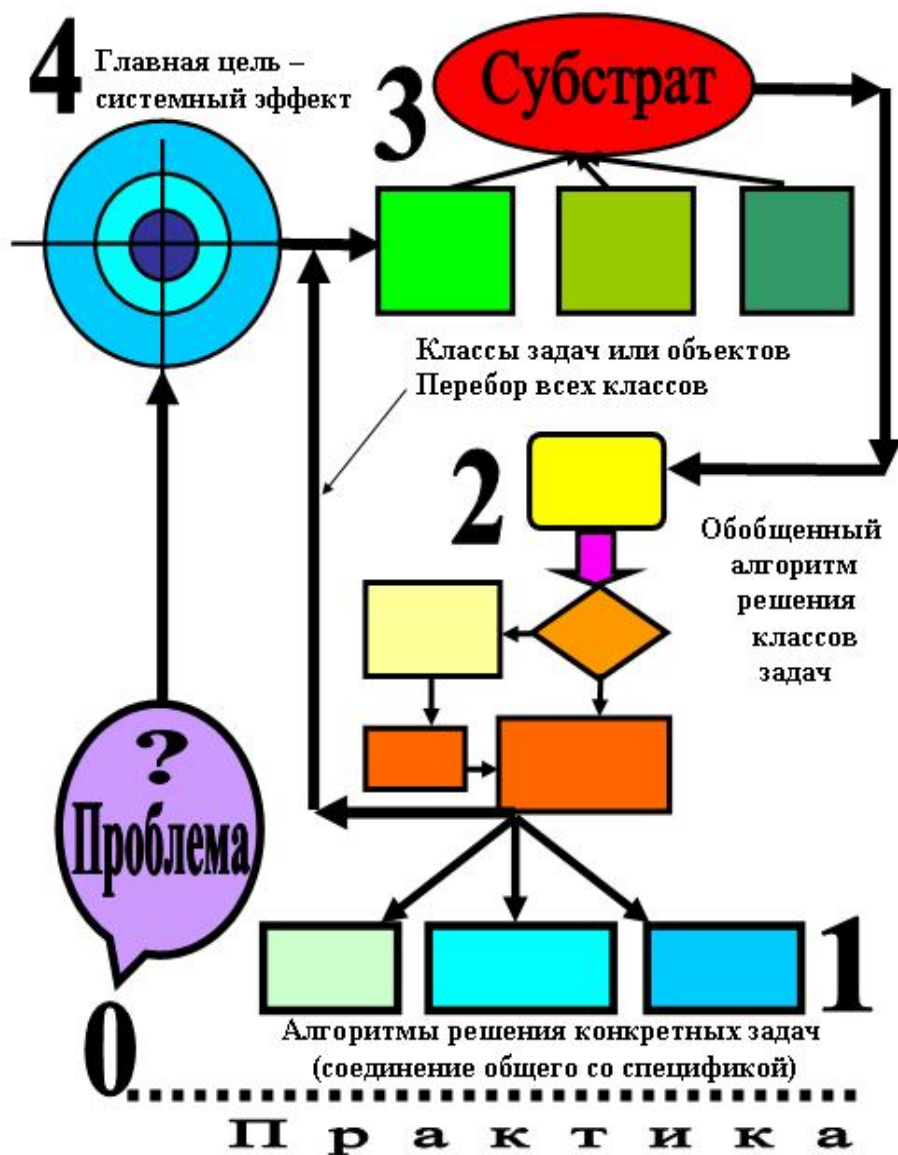 4
Главная цель –
системный эффект
3
Субстрат
Классы задач или объектов
Перебор всех классов
2
Обобщенный
алгоритм
решения
классов
задач
?
Проблема
1
Алгоритмы решения конкретных задач
(соединение общего со спецификой)
0
Практика